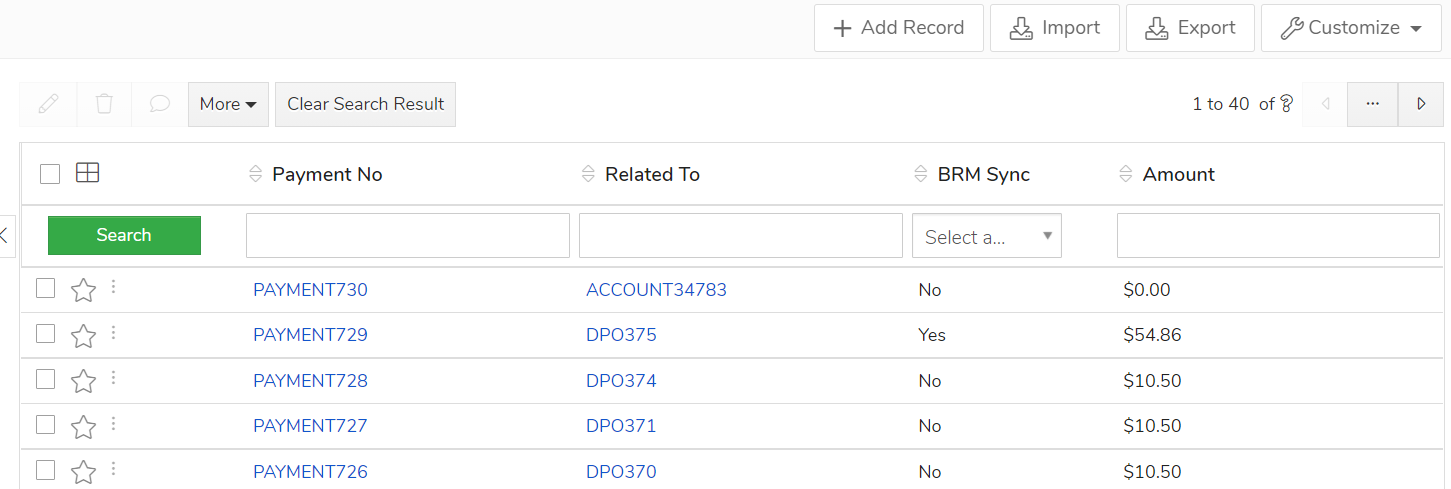 Add Record Import Export Customize
More Clear Search Result 1 to 40 of ? ...
Payment No Related To BRM Sync Amount
Search Select a...
PAYMENT730 ACCOUNT34783 No $0.00
PAYMENT729 DPO375 Yes $54.86
PAYMENT728 DPO374 No $10.50
PAYMENT727 DPO371 No $10.50
PAYMENT726 DPO370 No $10.50